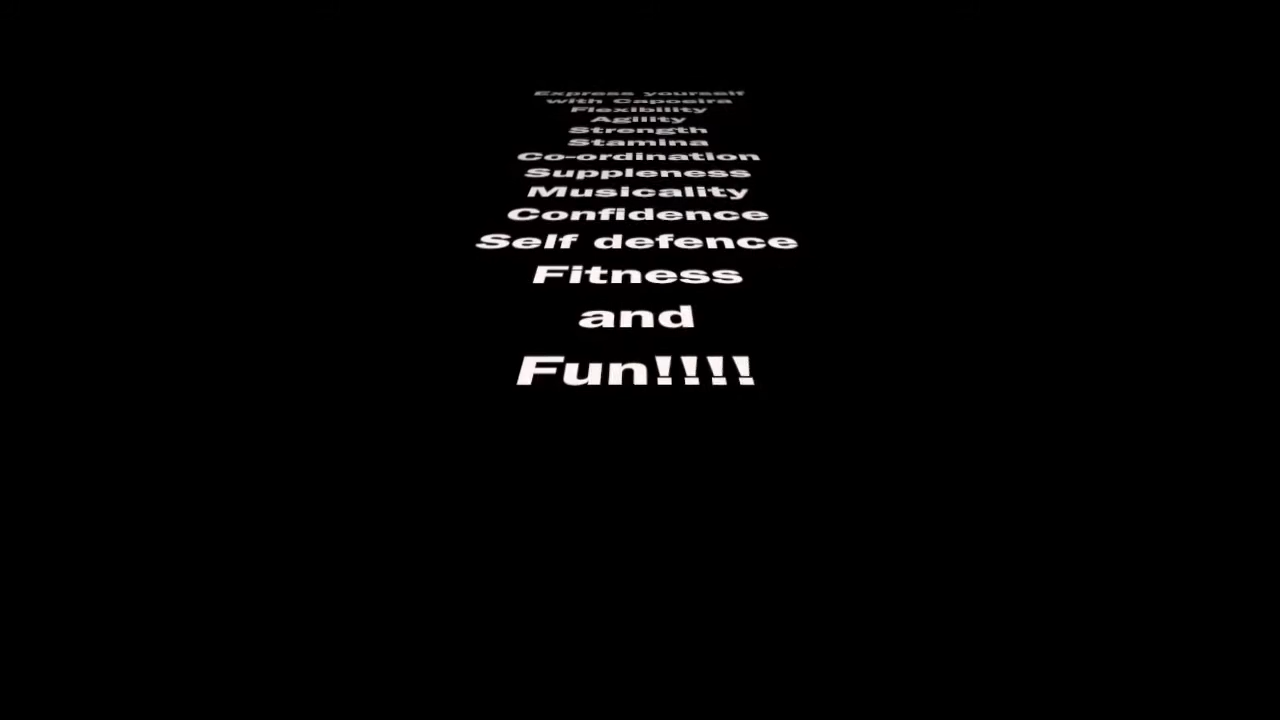 Express yourself
with Capoeira
Flexibility
Agility
Strength
Stamina
Co-ordination
Suppleness
Musicality
Confidence
Self defence
Fitness
and
Fun!!!!